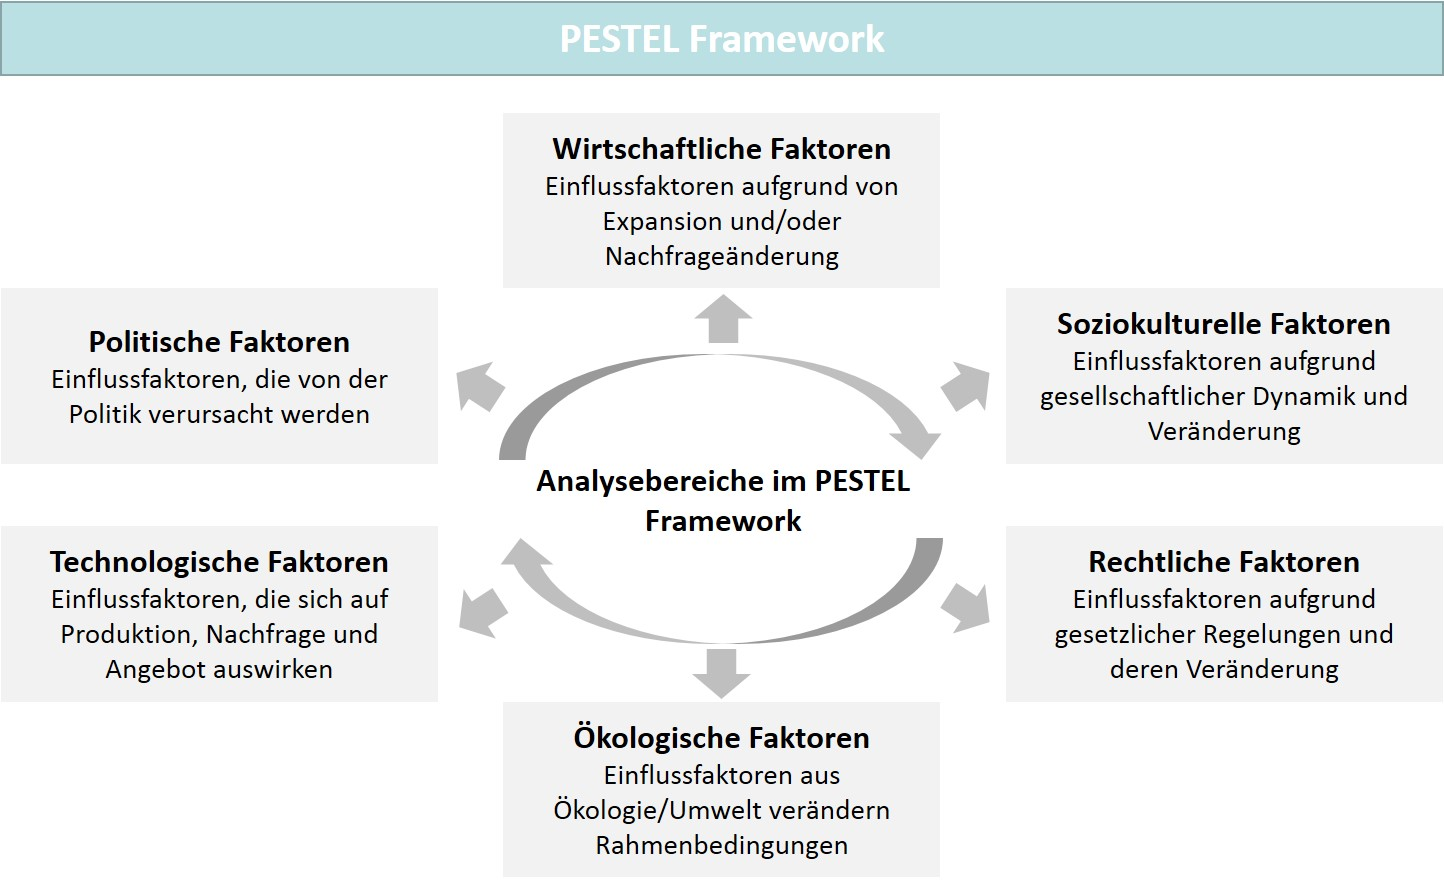 PESTEL Framework
Wirtschaftliche Faktoren
Einflussfaktoren aufgrund von
Expansion und/oder
Nachfrageänderung
Politische Faktoren
Einflussfaktoren, die von der
Politik verursacht werden
Soziokulturelle Faktoren
Einflussfaktoren aufgrund
gesellschaftlicher Dynamik und
Veränderung
Analysebereiche im PESTEL
Framework
Technologische Faktoren
Einflussfaktoren, die sich auf
Produktion, Nachfrage und
Angebot auswirken
Rechtliche Faktoren
Einflussfaktoren aufgrund
gesetzlicher Regelungen und
deren Veränderung
Ökologische Faktoren
Einflussfaktoren aus
Ökologie/Umwelt verändern
Rahmenbedingungen